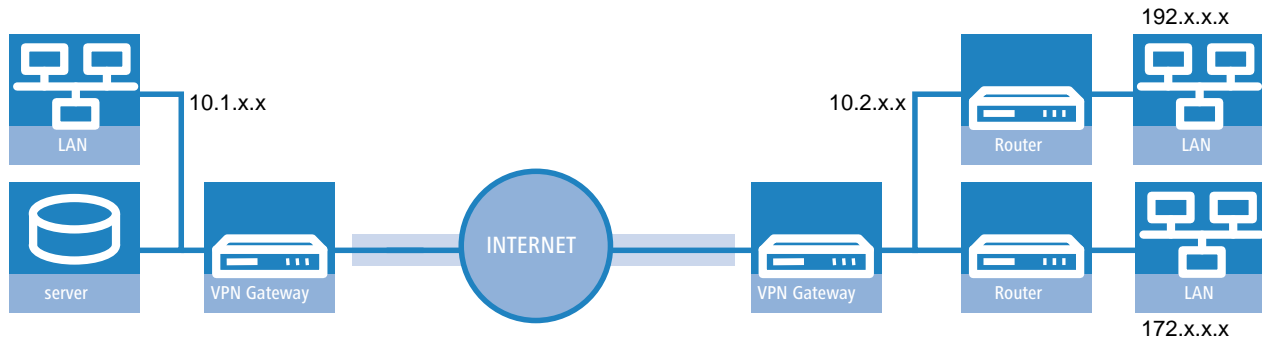 192.x.x.x
10.1.x.x
10.2.x.x
LAN
Router
LAN
INTERNET
server
VPN Gateway
VPN Gateway
Router
LAN
172.x.x.x